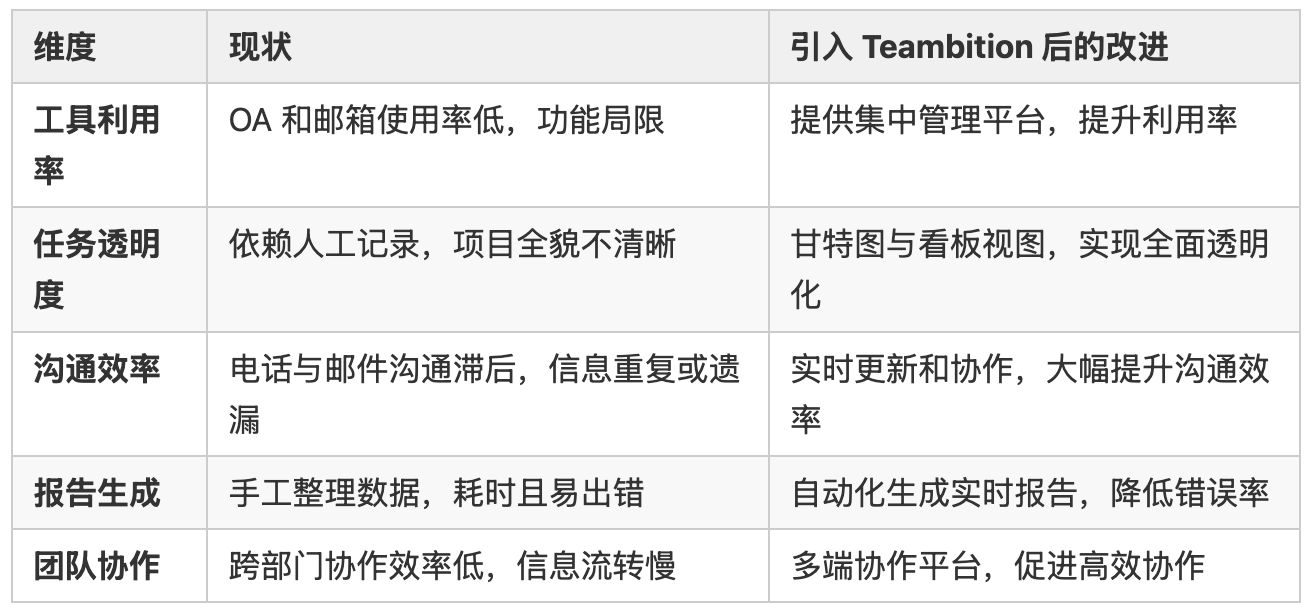 维度 现状 引入 Teambition 后的改进
工具利用 OA 和邮箱使用率低，功能局限 提供集中管理平台，提升利用率
率
任务透明 依赖人工记录，项目全貌不清晰 甘特图与看板视图，实现全面透明
度 化
沟通效率 电话与邮件沟通滞后，信息重复或遗 实时更新和协作，大幅提升沟通效
漏 率
报告生成 手工整理数据，耗时且易出错 自动化生成实时报告，降低错误率
团队协作 跨部门协作效率低，信息流转慢 多端协作平台，促进高效协作